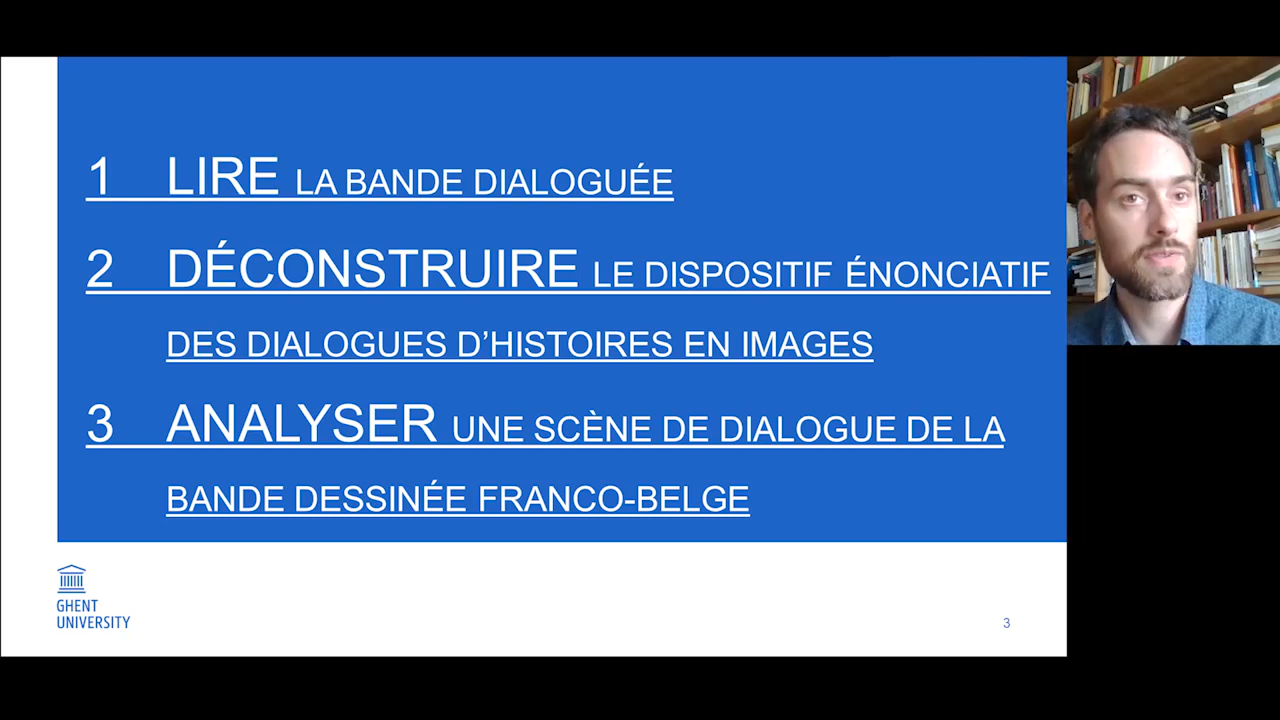 1 LIRE LA BANDE DIALOGUÉE
2 DÉCONSTRUIRE LE DISPOSITIF ÉNONCIATIF
DES DIALOGUES D’HISTOIRES EN IMAGES
3 ANALYSER UNE SCÈNE DE DIALOGUE DE LA
BANDE DESSINÉE FRANCO-BELGE
GHENT
UNIVERSITY
3